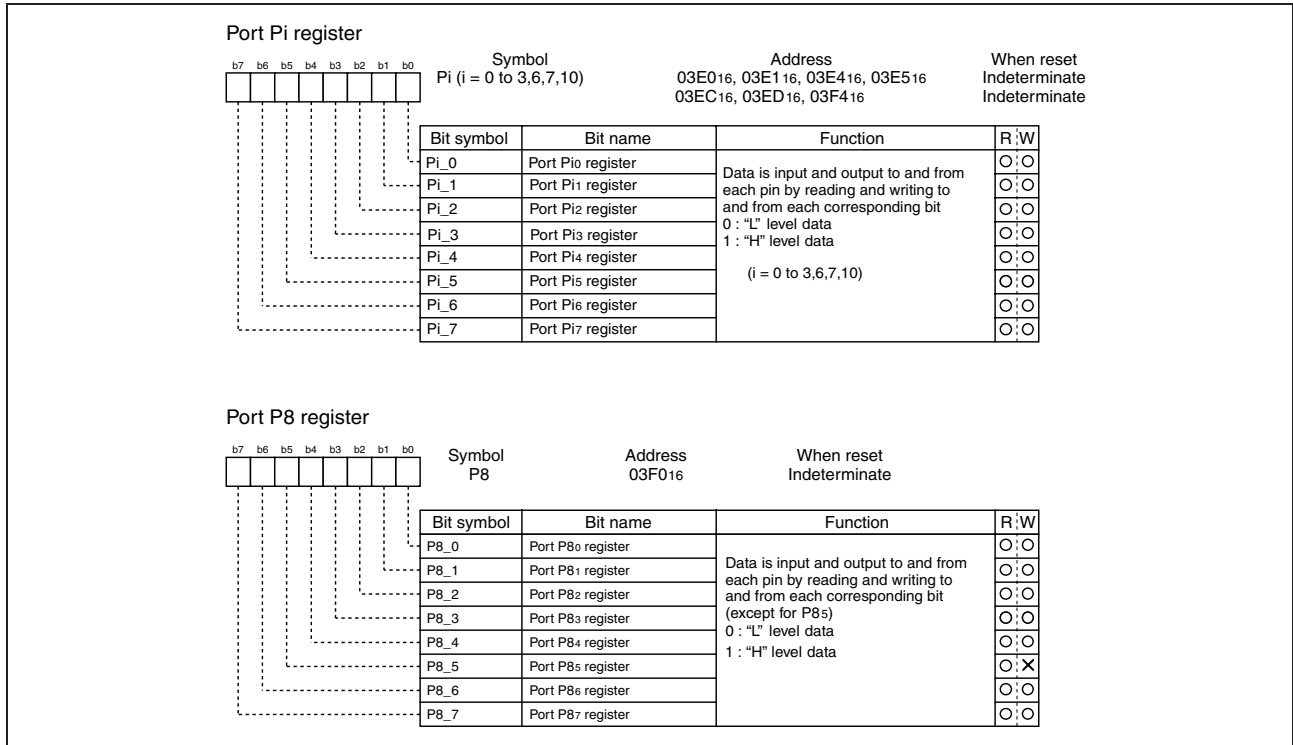 Port Pi register
b7 b6 b5 b4 b3 b2 b1 b0
Symbol Address When reset
Pi (i = 0 to 3,6,7,10) 03E016, 03E116, 03E416, 03E516 Indeterminate
03EC16, 03ED16, 03F416 Indeterminate
Bit symbol Bit name Function R W
Pi_0 Port Pi0 register
Pi_1 Port Pi1 register
Pi_2 Port Pi2 register
Pi_3 Port Pi3 register
Pi_4 Port Pi4 register
Pi_5 Port Pi5 register
Pi_6 Port Pi6 register
Pi_7 Port Pi7 register
Data is input and output to and from
each pin by reading and writing to
and from each corresponding bit
0 : “L” level data
1 : “H” level data
(i = 0 to 3,6,7,10)
Port P8 register
b7 b6 b5 b4 b3 b2 b1 b0
Symbol Address When reset
P8 03F016 Indeterminate
Bit symbol Bit name Function R W
P8_0 Port P80 register
P8_1 Port P81 register
P8_2 Port P82 register
P8_3 Port P83 register
P8_4 Port P84 register
P8_5 Port P85 register
P8_6 Port P86 register
P8_7 Port P87 register
Data is input and output to and from
each pin by reading and writing to
and from each corresponding bit
(except for P85)
0 : “L” level data
1 : “H” level data